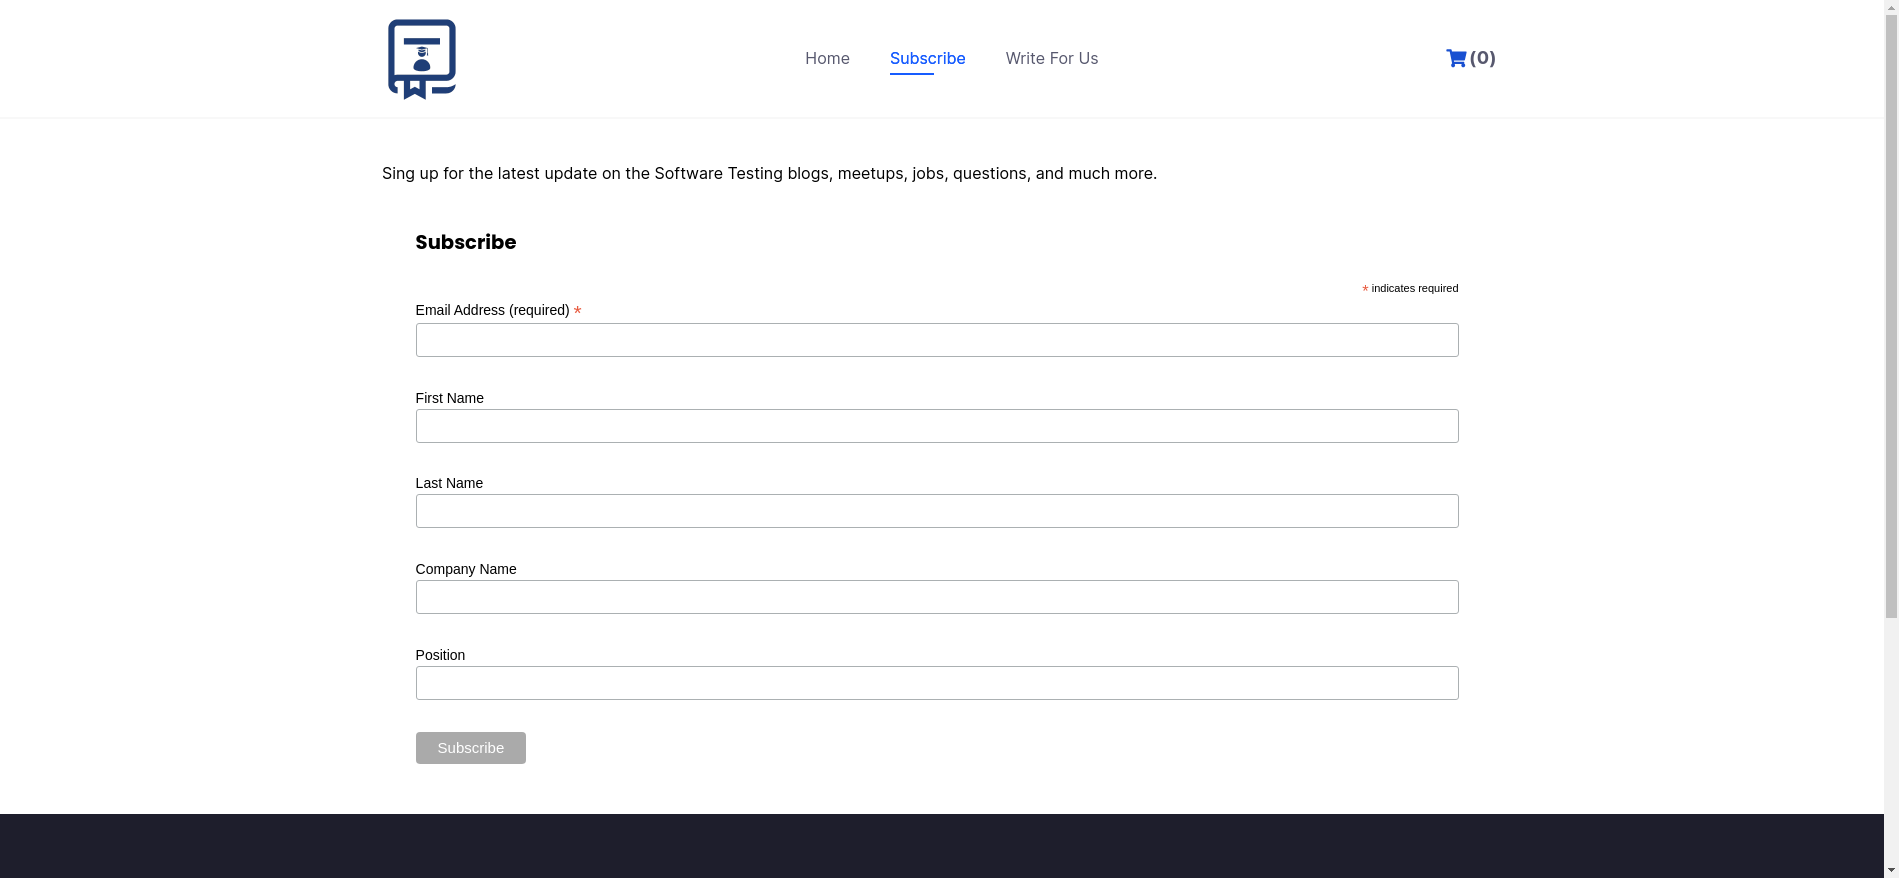 Home Subscribe Write For Us (0)
Sing up for the latest update on the Software Testing blogs, meetups, jobs, questions, and much more.
Subscribe
* indicates required
Email Address (required) *
First Name
Last Name
Company Name
Position
Subscribe